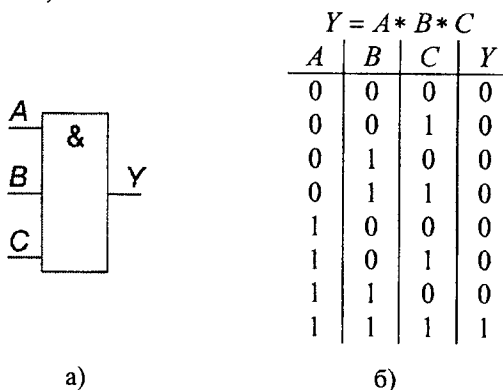 A
B
C
&
Y
Y = A * B * C
A B C Y
0 0 0 0
0 0 1 0
0 1 0 0
0 1 1 0
1 0 0 0
1 0 1 0
1 1 0 0
1 1 1 1
а)
б)